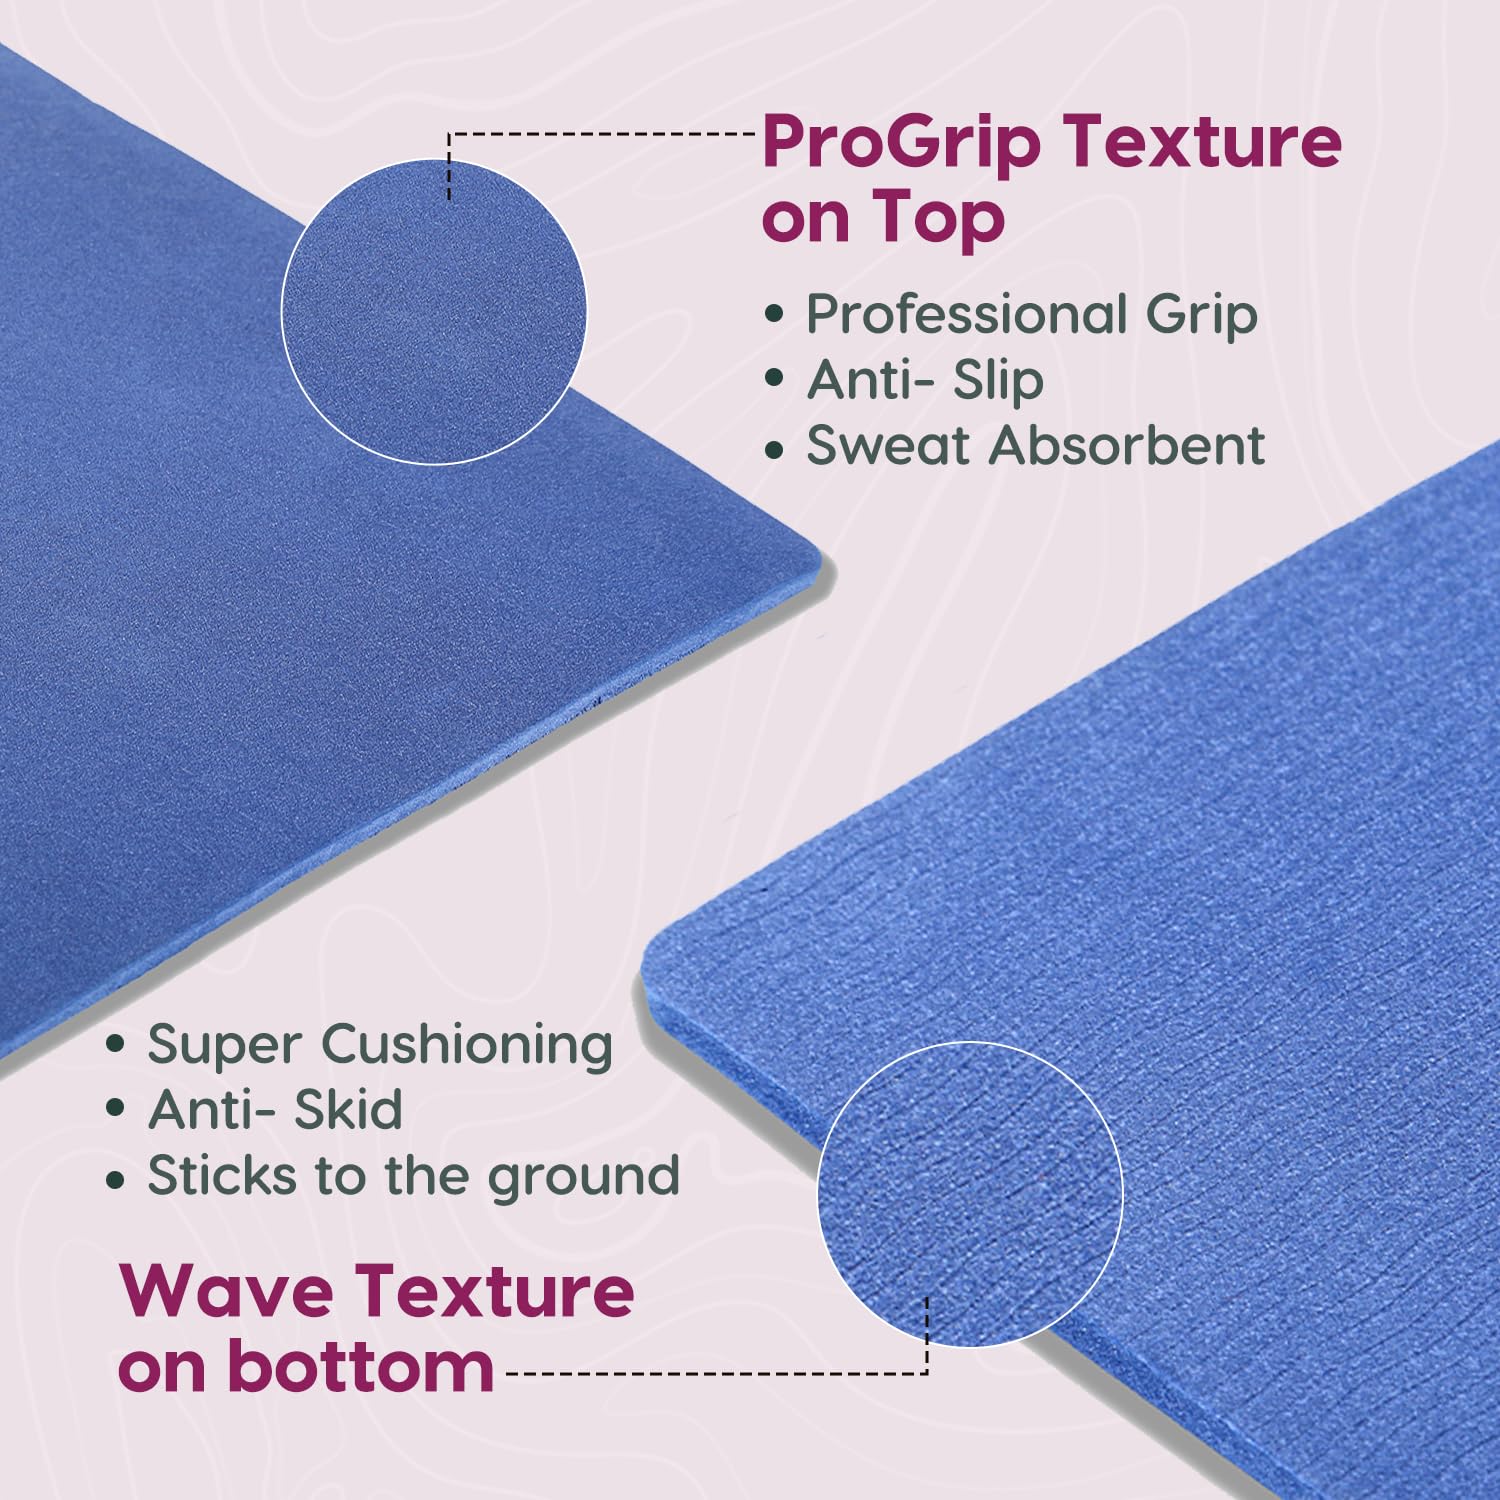 ProGrip Texture
on Top
• Professional Grip
• Anti- Slip
• Sweat Absorbent
• Super Cushioning
• Anti- Skid
• Sticks to the ground
Wave Texture
on bottom